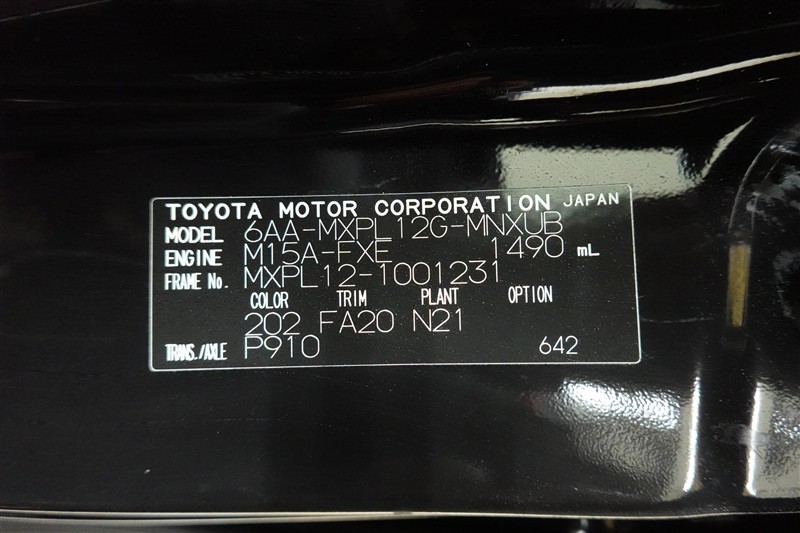 TOYOTA MOTOR CORPORATION JAPAN
MODEL 6AA-MXPL12G-MNXUB
ENGINE M15A-FXE 1490 mL
FRAME No. MXPL12-1001231
COLOR TRIM PLANT OPTION
202 FA20 N21
TRANS./AXLE P910 642